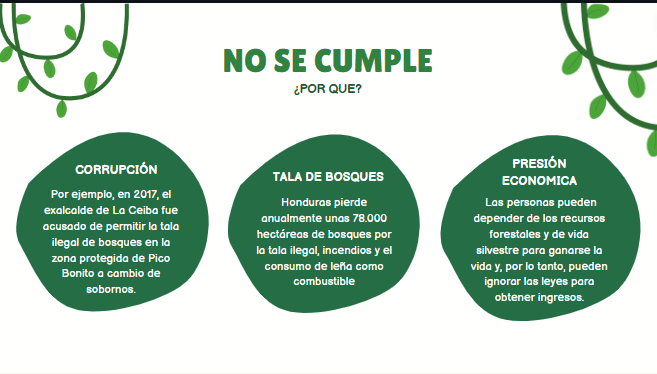 NO SE CUMPLE
¿POR QUE?
CORRUPCIÓN
Por ejemplo, en 2017, el
exalcalde de La Ceiba fue
acusado de permitir la tala
ilegal de bosques en la
zona protegida de Pico
Bonito a cambio de
sobornos.
TALA DE BOSQUES
Honduras pierde
anualmente unas 78.000
hectáreas de bosques por
la tala ilegal, incendios y el
consumo de leña como
combustible
PRESIÓN
ECONOMICA
Las personas pueden
depender de los recursos
forestales y de vida
silvestre para ganarse la
vida y, por lo tanto, pueden
ignorar las leyes para
obtener ingresos.